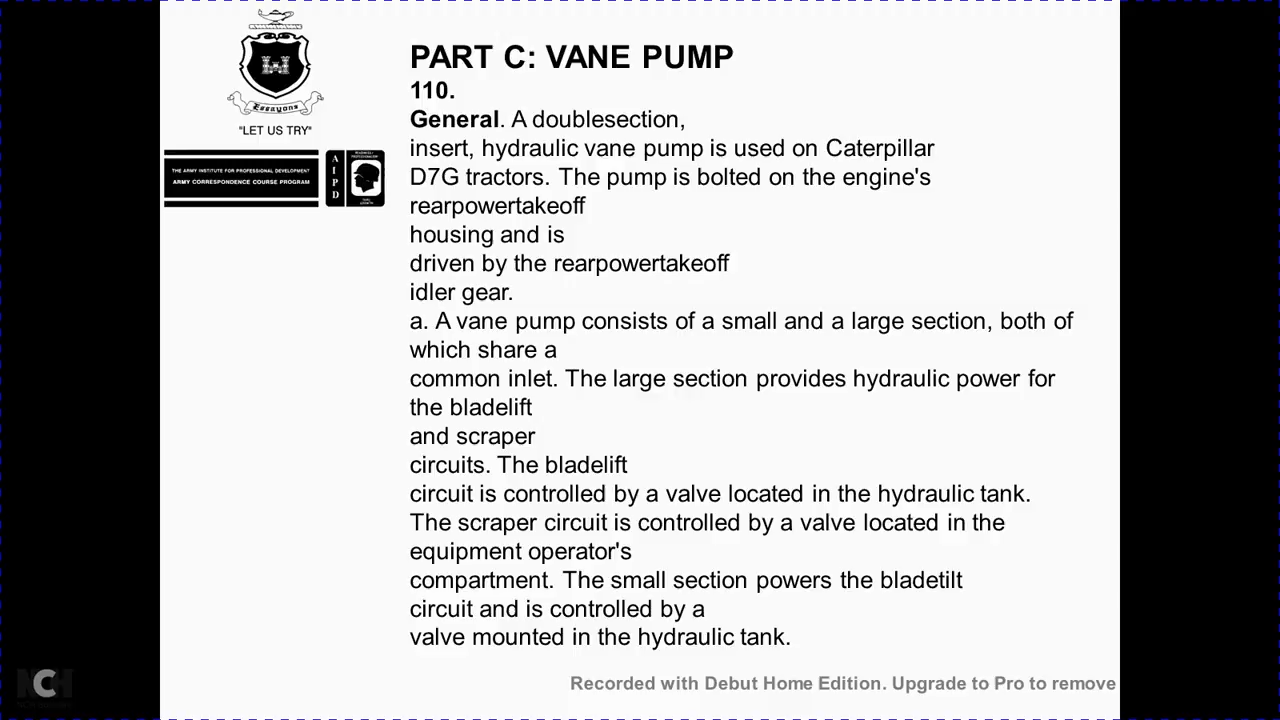 Essayons
"LET US TRY"
THE ARMY INSTITUTE FOR PROFESSIONAL DEVELOPMENT
ARMY CORRESPONDENCE COURSE PROGRAM
A
I
P
D
PART C: VANE PUMP
110.
General. A doublesection,
insert, hydraulic vane pump is used on Caterpillar
D7G tractors. The pump is bolted on the engine's
rearpowertakeoff
housing and is
driven by the rearpowertakeoff
idler gear.
a. A vane pump consists of a small and a large section, both of
which share a
common inlet. The large section provides hydraulic power for
the bladelift
and scraper
circuits. The bladelift
circuit is controlled by a valve located in the hydraulic tank.
The scraper circuit is controlled by a valve located in the
equipment operator's
compartment. The small section powers the bladetilt
circuit and is controlled by a
valve mounted in the hydraulic tank.
Recorded with Debut Home Edition. Upgrade to Pro to remove
NCH